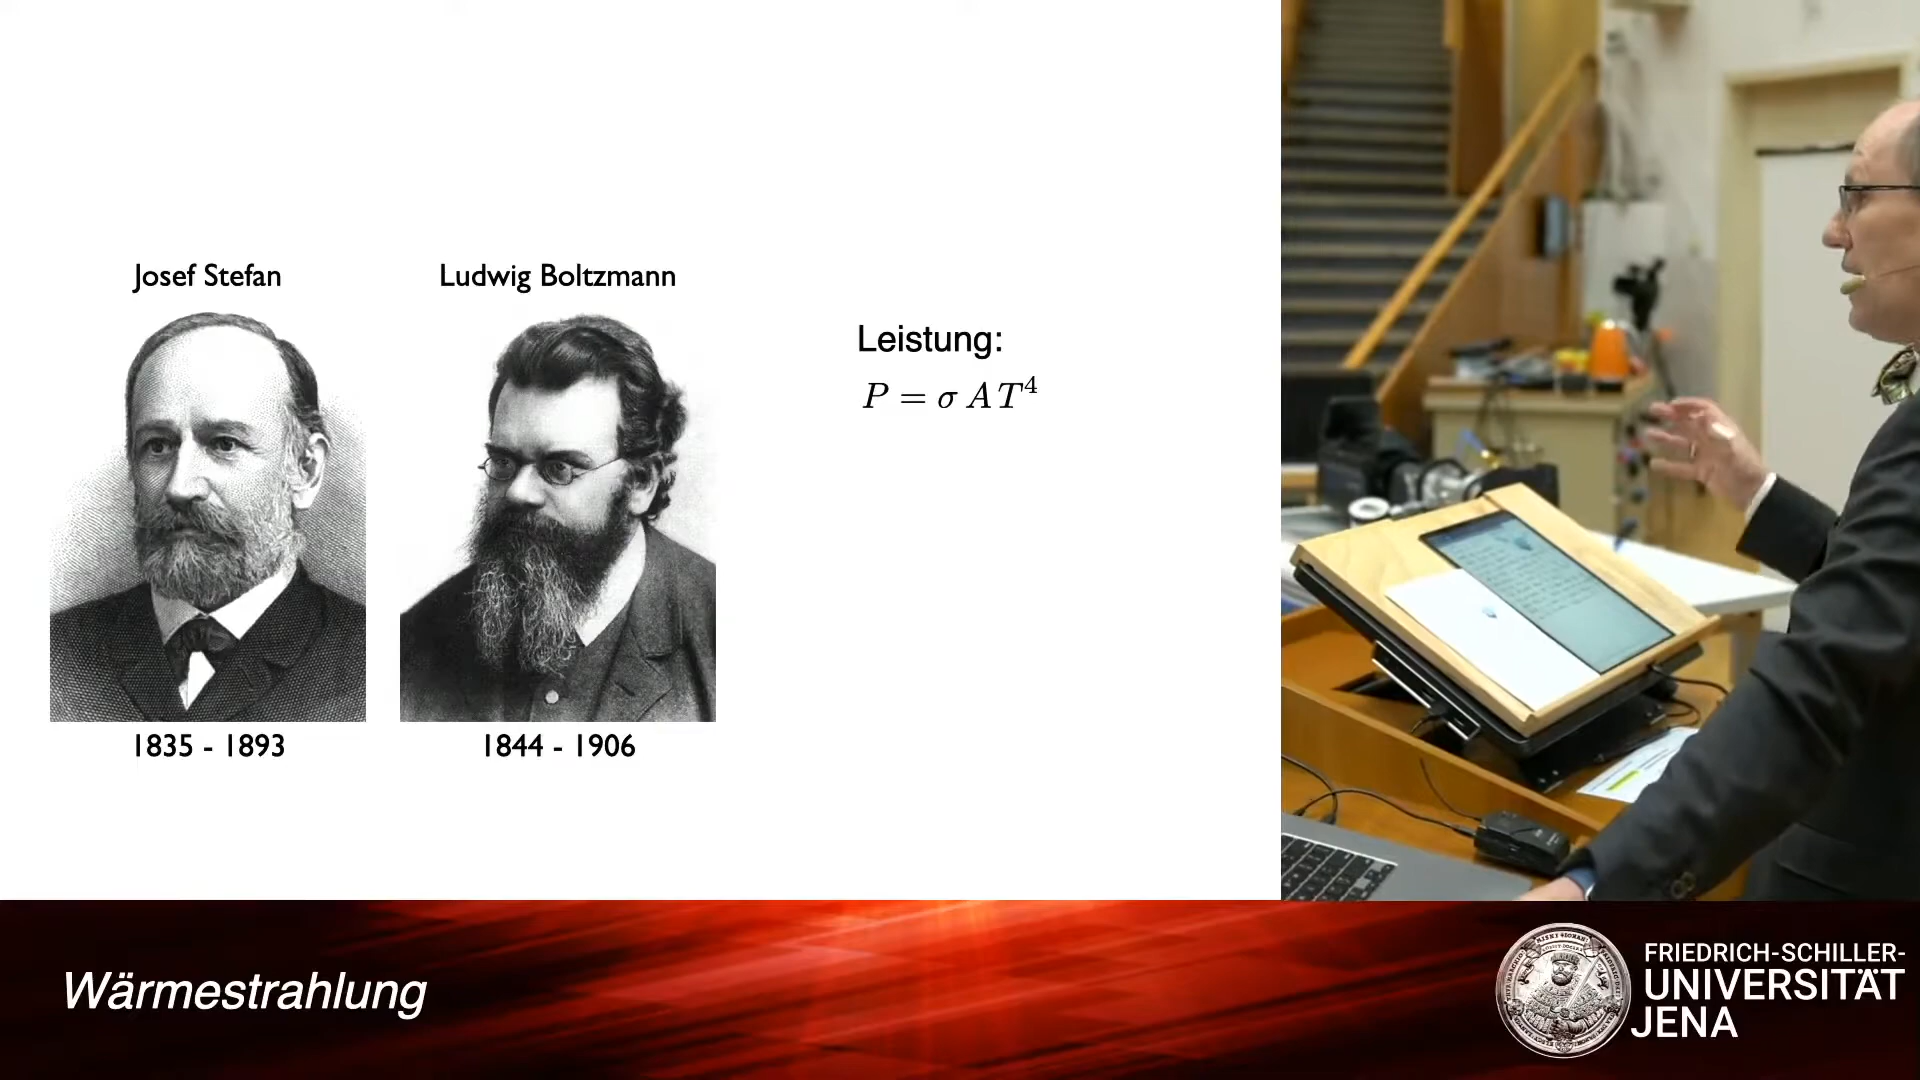 Josef Stefan
Ludwig Boltzmann
Leistung:
P = σ A T⁴
1835 - 1893
1844 - 1906
Wärmestrahlung
FRIEDRICH-SCHILLER-
UNIVERSITÄT
JENA